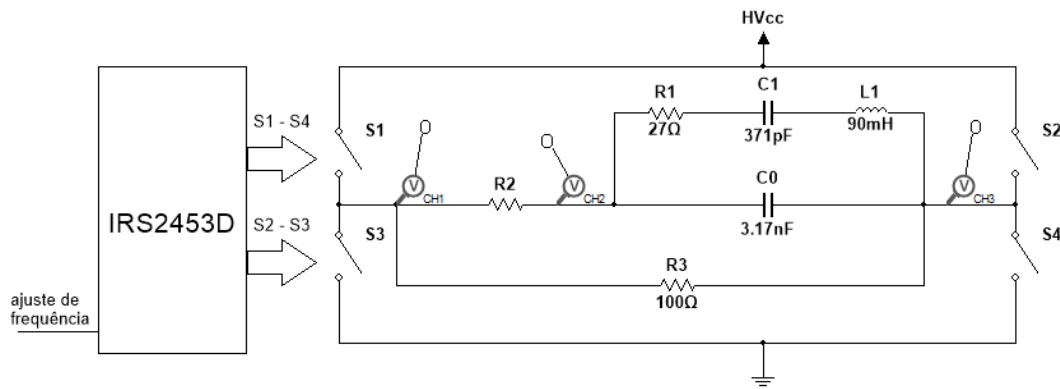 HVcc
IRS2453D
S1 - S4
S2 - S3
ajuste de
frequência
S1
S3
V
CH1
R2
V
CH2
R1
27Ω
C1
371pF
L1
90mH
C0
3.17nF
R3
100Ω
V
CH3
S2
S4